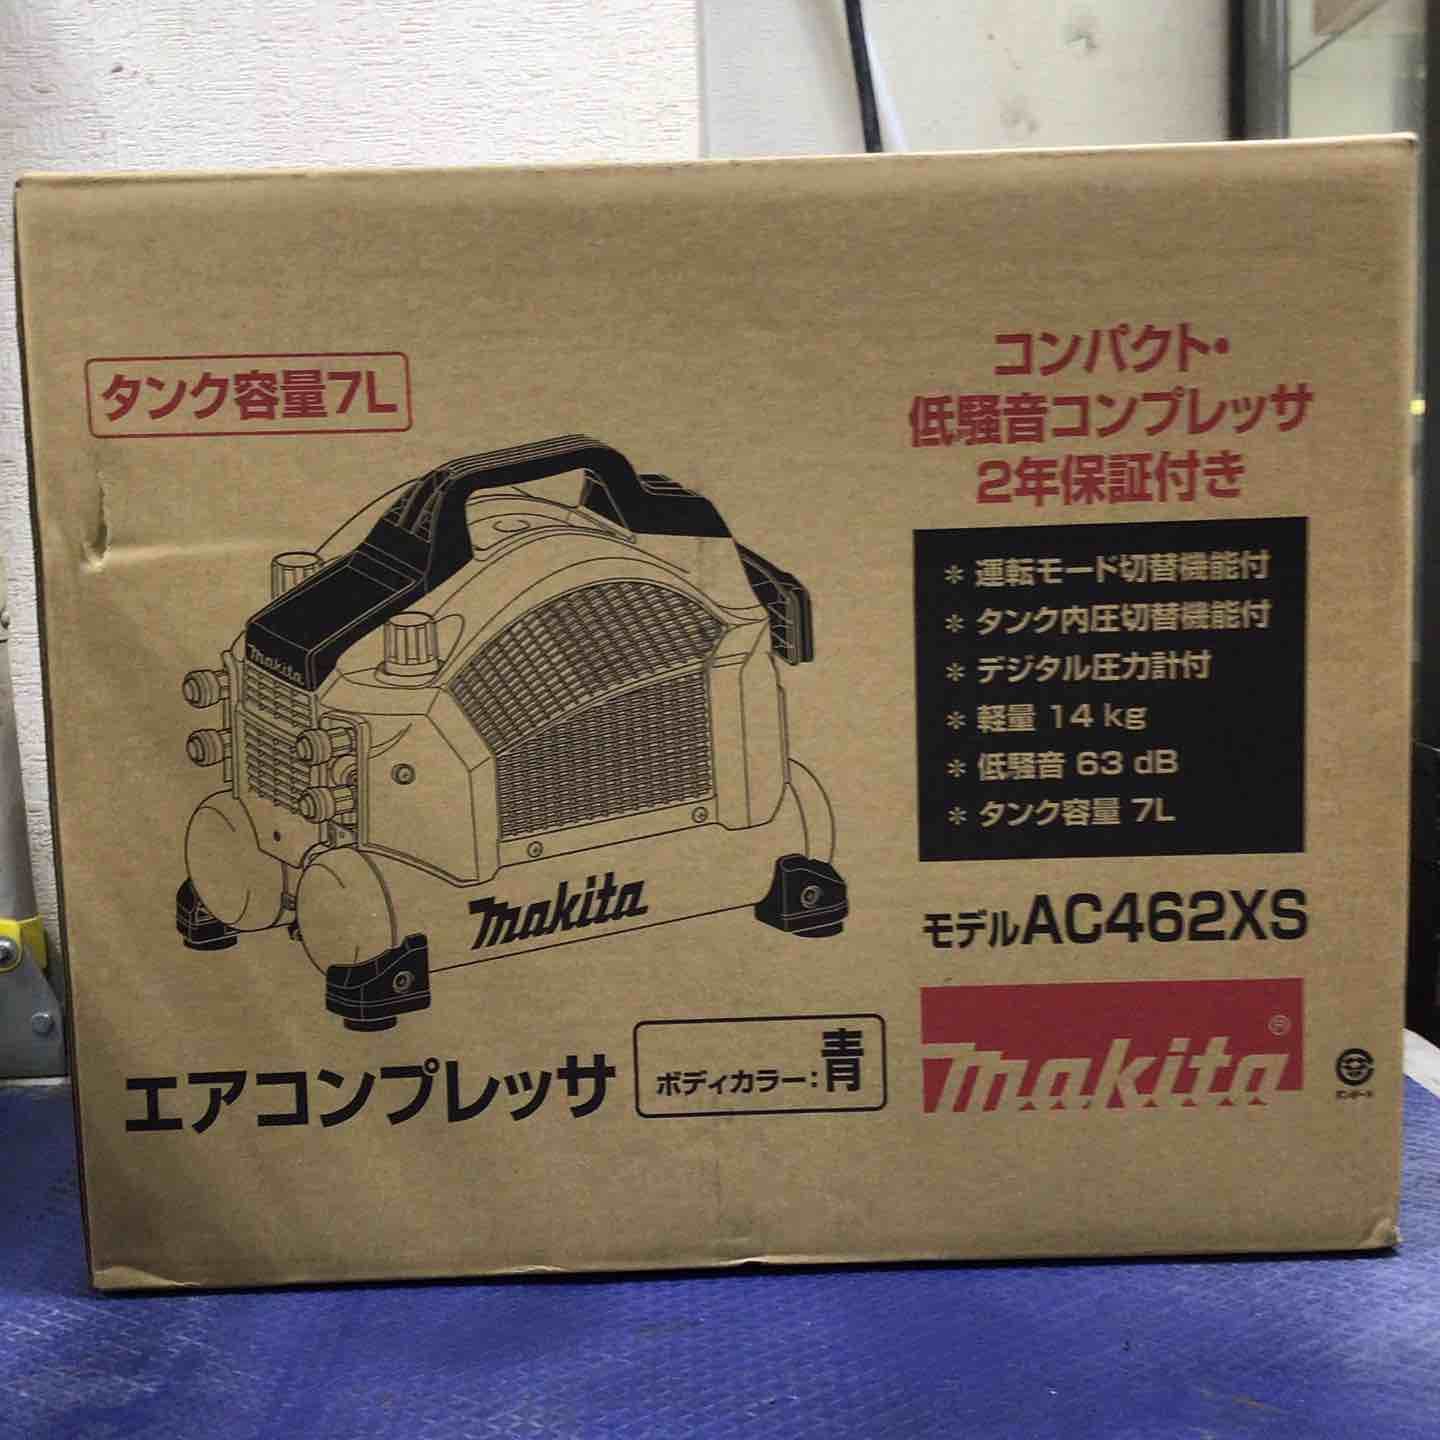 タンク容量7L
コンパクト・
低騒音コンプレッサ
2年保証付き
* 運転モード切替機能付
* タンク内圧切替機能付
* デジタル圧力計付
* 軽量 14 kg
* 低騒音 63 dB
* タンク容量 7L
makita
makita
モデルAC462XS
makita®
エアコンプレッサ
ボディカラー:青
ダンボール